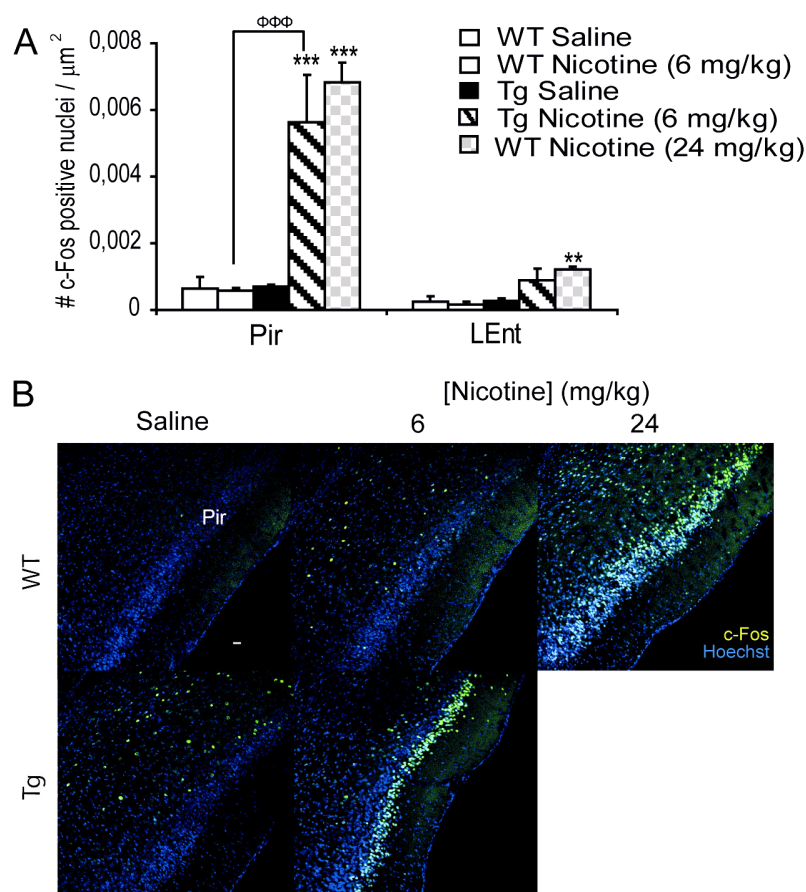 A
ΦΦΦ
*** ***
**
# c-Fos positive nuclei / μm²
0,008
0,006
0,004
0,002
0
Pir LEnt
WT Saline
WT Nicotine (6 mg/kg)
Tg Saline
Tg Nicotine (6 mg/kg)
WT Nicotine (24 mg/kg)
B
[Nicotine] (mg/kg)
Saline 6 24
WT
Pir
c-Fos
Hoechst
Tg